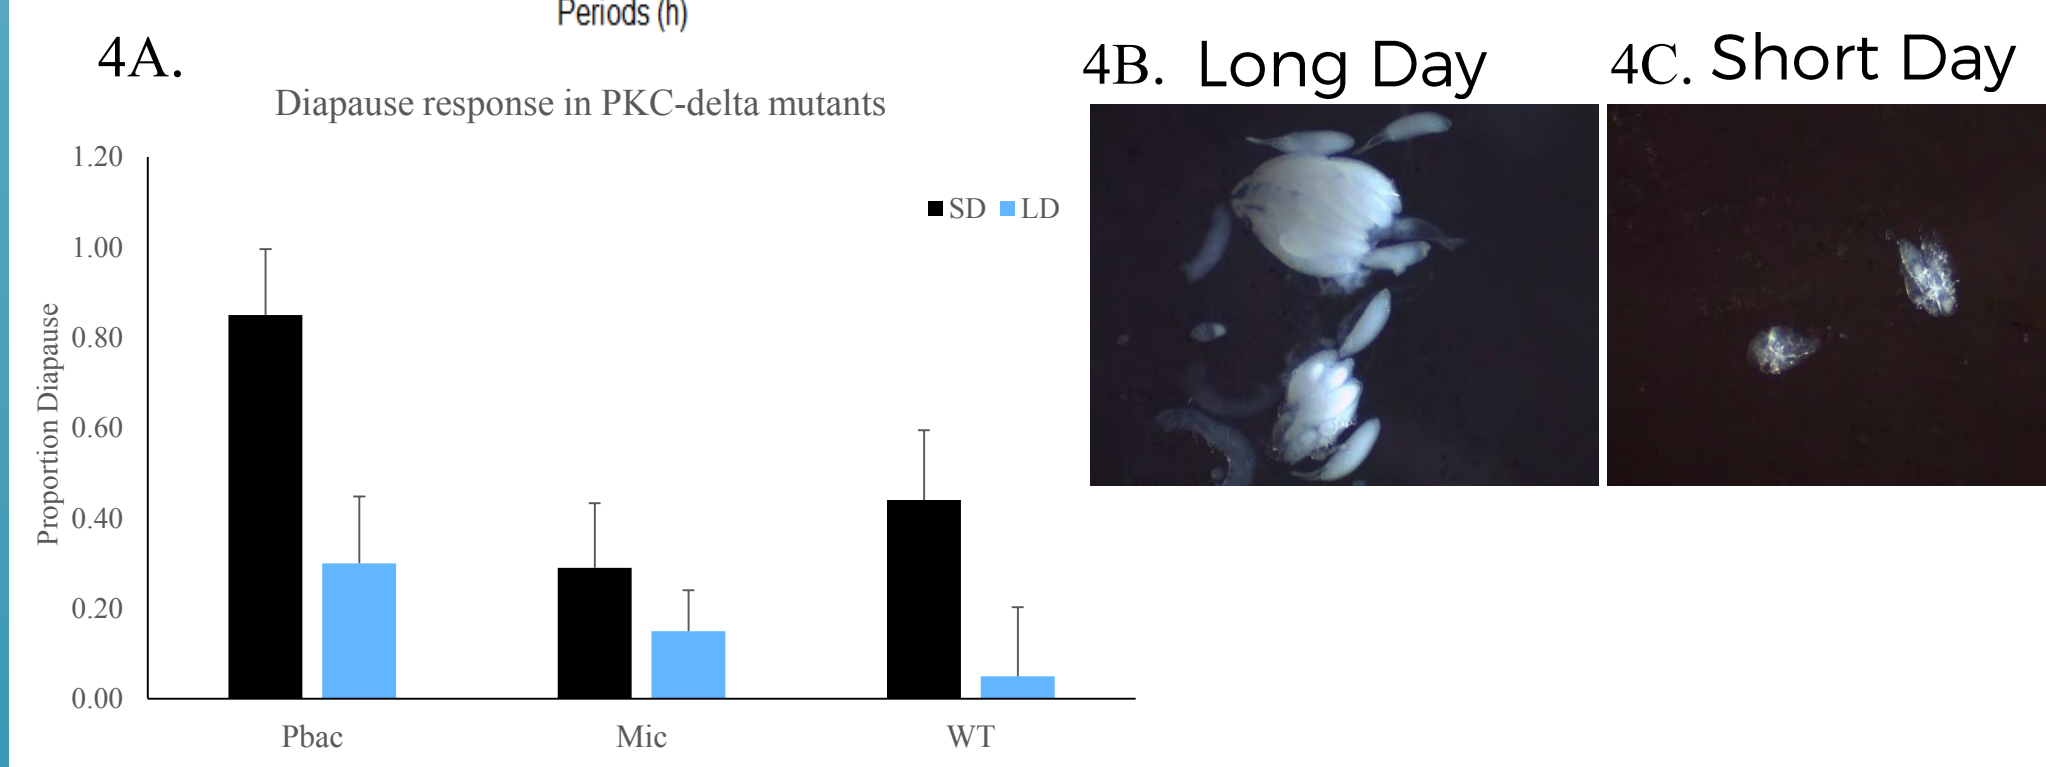 Periods (h)
4A.
Diapause response in PKC-delta mutants
1.20
1.00
0.80
0.60
0.40
0.20
0.00
Proportion Diapause
SD LD
Pbac Mic WT
4B. Long Day
4C. Short Day